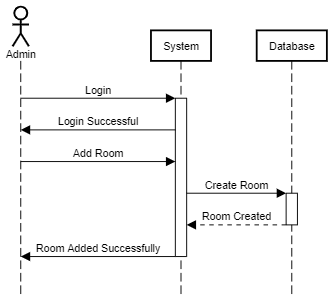 Admin
System
Database
Login
Login Successful
Add Room
Create Room
Room Created
Room Added Successfully